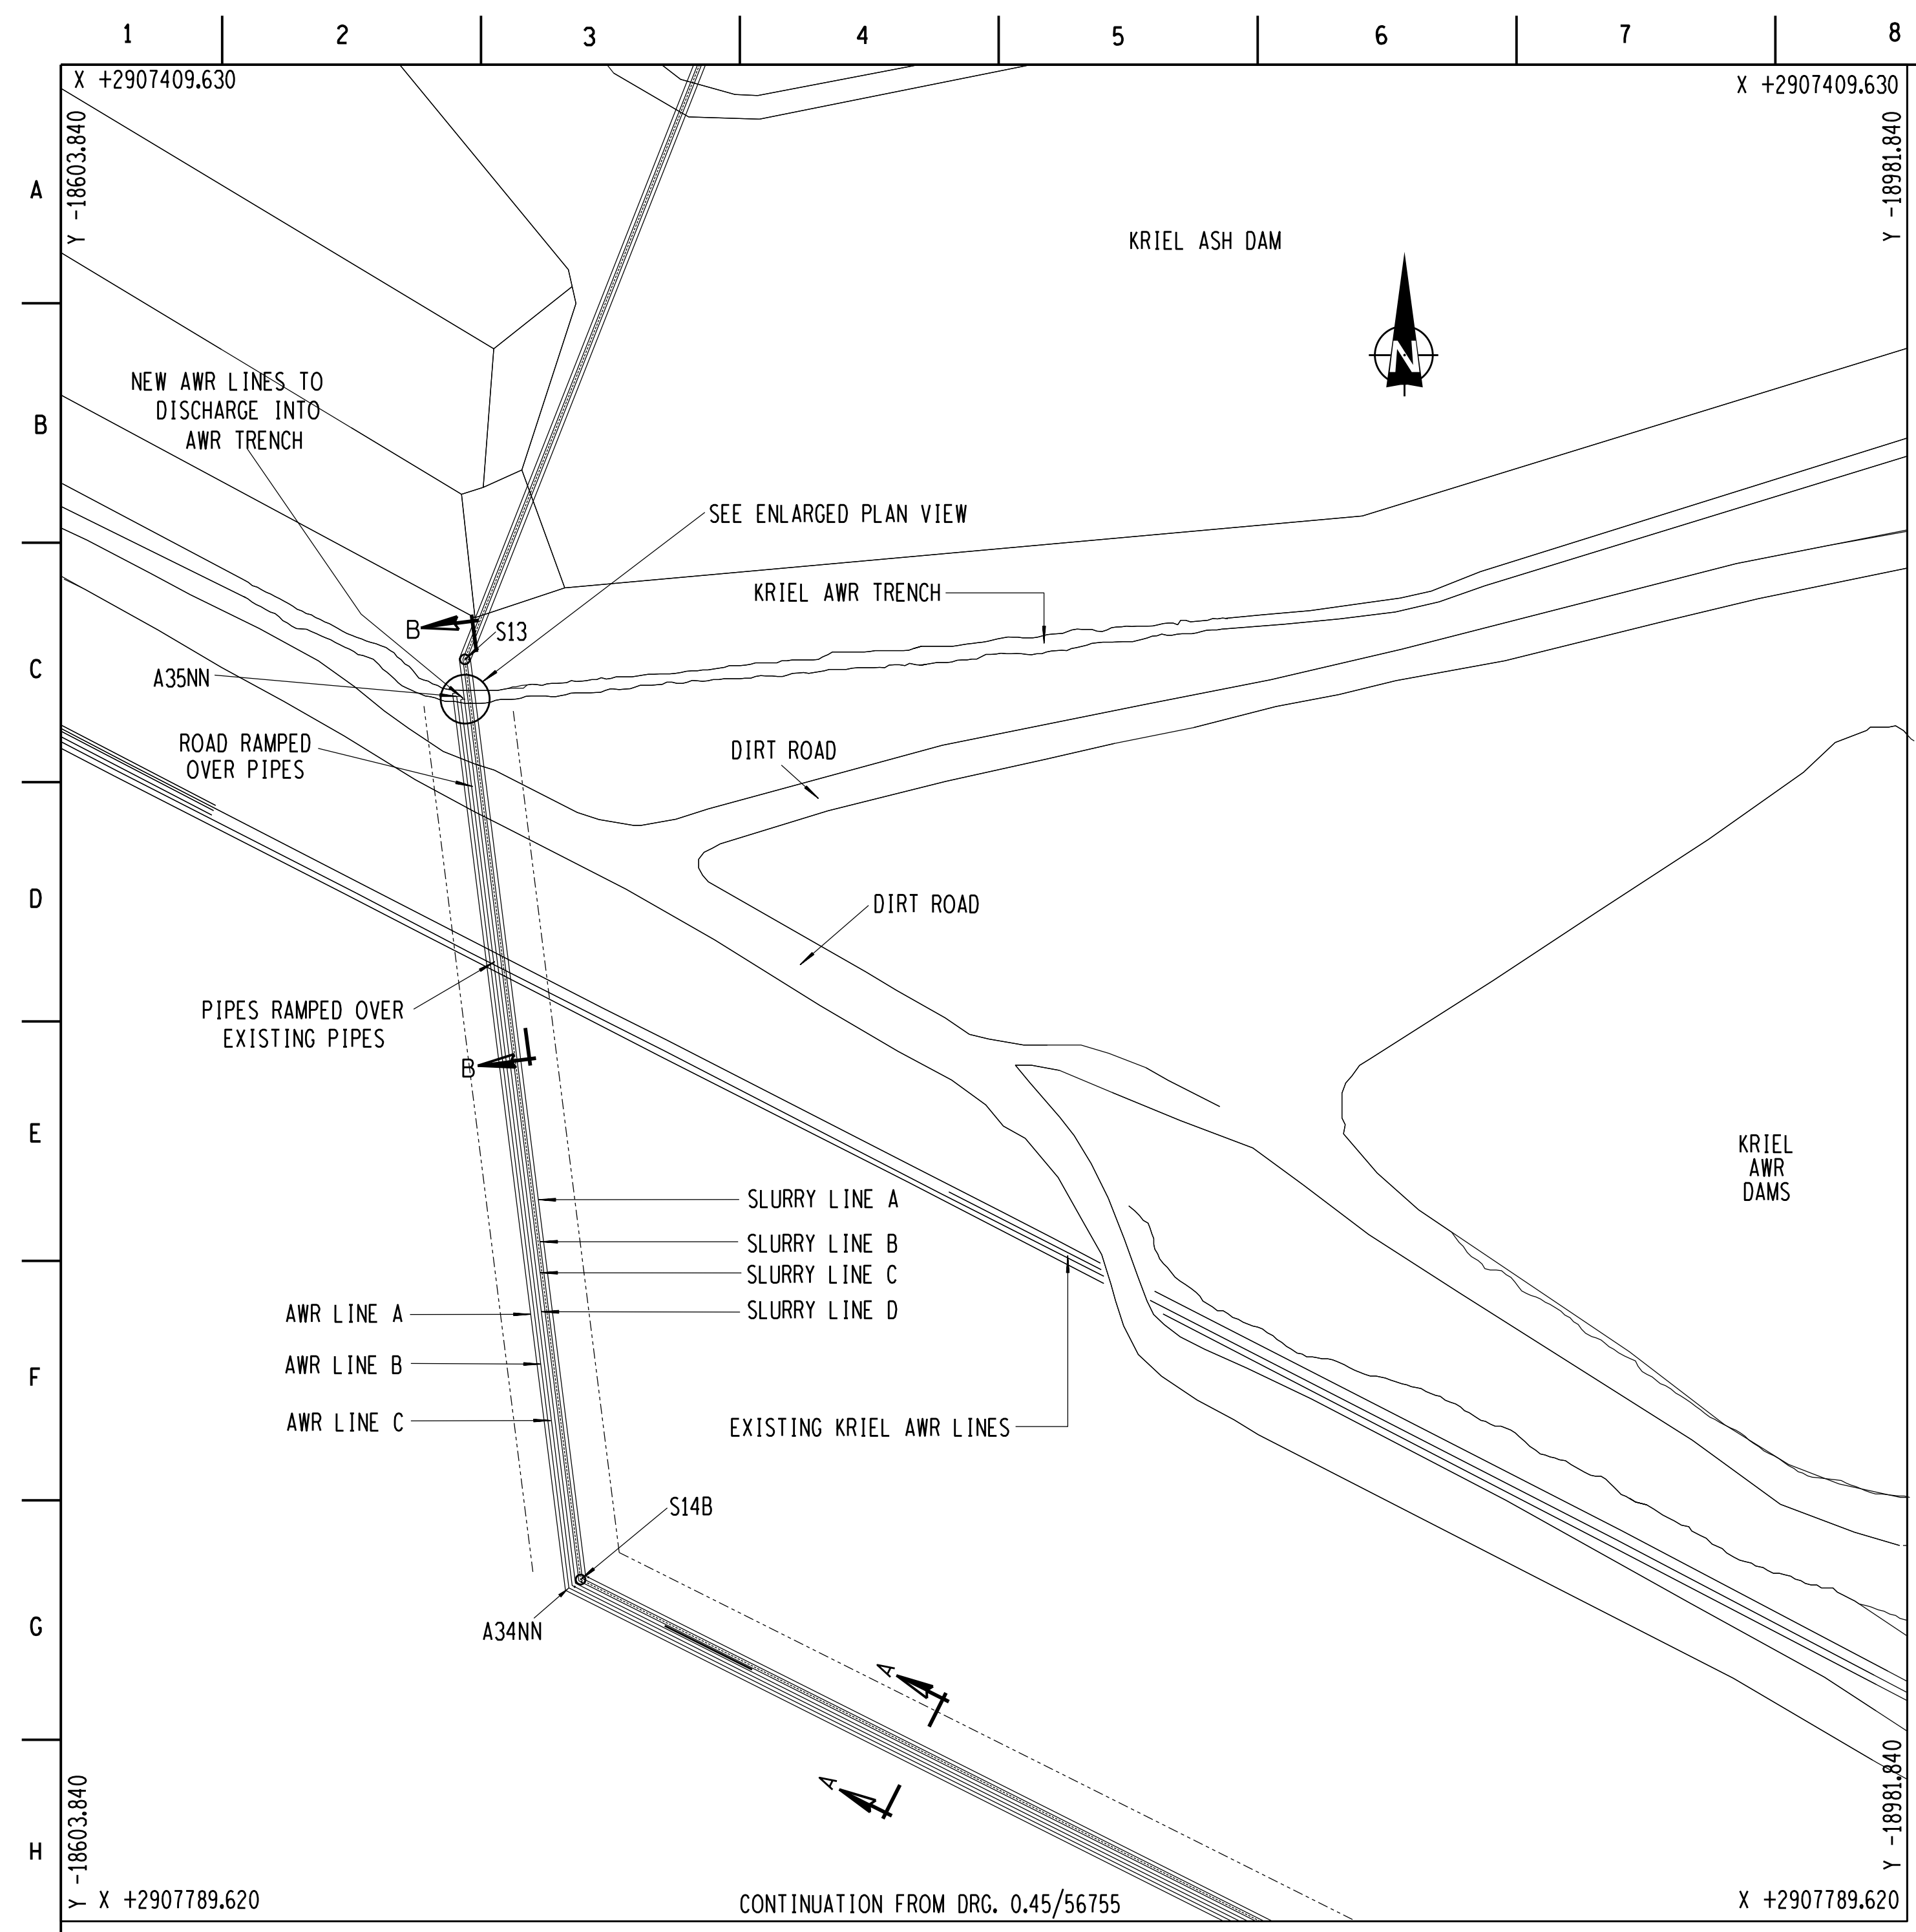 1 2 3 4 5 6 7 8
X +2907409.630
X +2907409.630
Y -18603.840
Y -18981.840
A
KRIEL ASH DAM
N
B
NEW AWR LINES TO
DISCHARGE INTO
AWR TRENCH
SEE ENLARGED PLAN VIEW
KRIEL AWR TRENCH
B
S13
C
A35NN
ROAD RAMPED
OVER PIPES
DIRT ROAD
D
DIRT ROAD
PIPES RAMPED OVER
EXISTING PIPES
B
E
KRIEL
AWR
DAMS
SLURRY LINE A
SLURRY LINE B
SLURRY LINE C
SLURRY LINE D
AWR LINE A
AWR LINE B
AWR LINE C
F
EXISTING KRIEL AWR LINES
S14B
G
A34NN
A
A
H
Y -18603.840
Y -18981.840
X +2907789.620
CONTINUATION FROM DRG. 0.45/56755
X +2907789.620